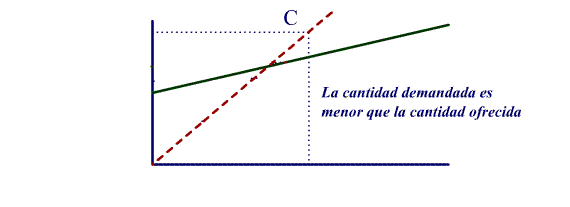 C
La cantidad demandada es
menor que la cantidad ofrecida